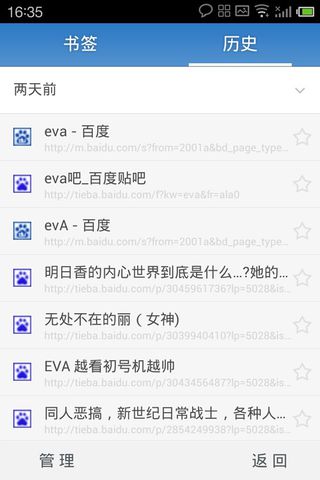 16:35
书签
历史
两天前
eva - 百度
http://m.baidu.com/s?from=2001a&bd_page_type...
eva吧_百度贴吧
http://tieba.baidu.com/f?kw=eva&fr=ala0
evA - 百度
http://m.baidu.com/s?from=2001a&bd_page_type...
明日香的内心世界到底是什么...?她的...
http://tieba.baidu.com/p/3045961736?lp=5028&is...
无处不在的丽（女神)
http://tieba.baidu.com/p/3039940410?lp=5028&is...
EVA 越看初号机越帅
http://tieba.baidu.com/p/3043456487?lp=5028&is...
同人恶搞，新世纪日常战士，各种人...
http://tieba.baidu.com/p/2854249938?lp=5028&is...
管 理
返 回